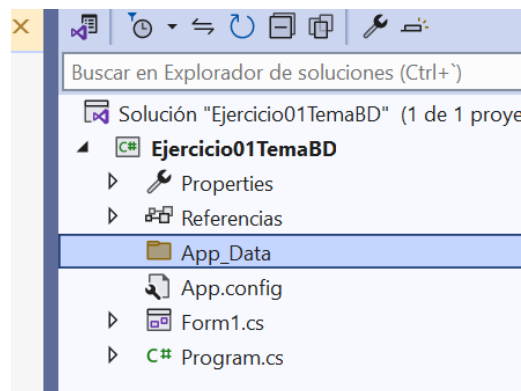 Buscar en Explorador de soluciones (Ctrl+`)
Solución "Ejercicio01TemaBD" (1 de 1 proye
C# Ejercicio01TemaBD
Properties
Referencias
App_Data
App.config
Form1.cs
C# Program.cs